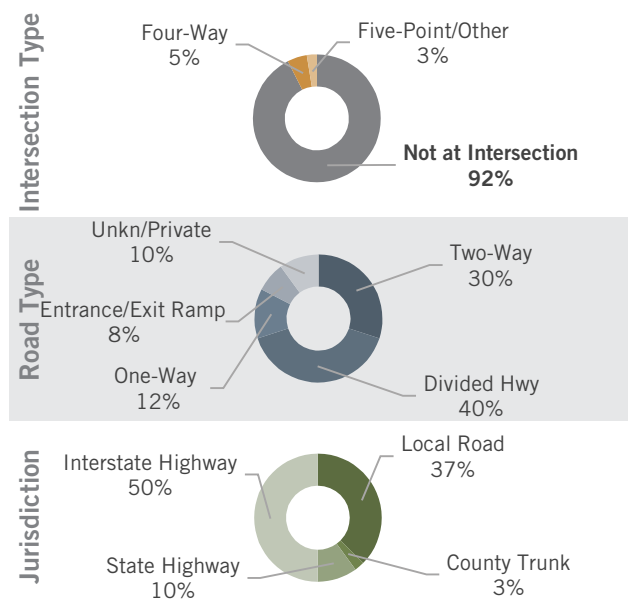 Intersection Type
Four-Way
5%
Five-Point/Other
3%
Not at Intersection
92%
Road Type
Unkn/Private
10%
Two-Way
30%
Entrance/Exit Ramp
8%
One-Way
12%
Divided Hwy
40%
Jurisdiction
Interstate Highway
50%
Local Road
37%
State Highway
10%
County Trunk
3%